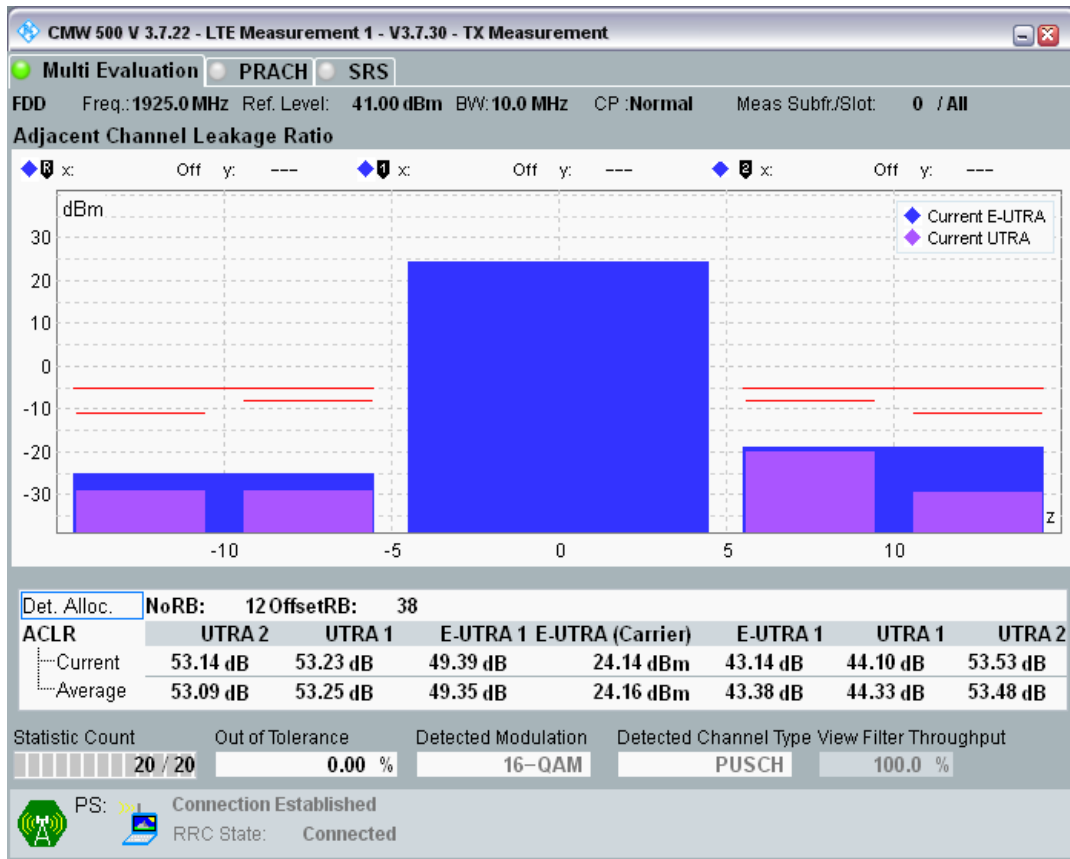 CMW 500 V 3.7.22 - LTE Measurement 1 - V3.7.30 - TX Measurement
Multi Evaluation PRACH SRS
FDD Freq.: 1925.0 MHz Ref. Level: 41.00 dBm BW: 10.0 MHz CP :Normal Meas Subfr./Slot: 0 / All
Adjacent Channel Leakage Ratio
R x: Off y: --- 1 x: Off y: --- 2 x: Off y: ---
dBm
Current E-UTRA
Current UTRA
30
20
10
0
-10
-20
-30
z
-10 -5 0 5 10
Det. Alloc. NoRB: 12 OffsetRB: 38
ACLR UTRA 2 UTRA 1 E-UTRA 1 E-UTRA (Carrier) E-UTRA 1 UTRA 1 UTRA 2
Current 53.14 dB 53.23 dB 49.39 dB 24.14 dBm 43.14 dB 44.10 dB 53.53 dB
Average 53.09 dB 53.25 dB 49.35 dB 24.16 dBm 43.38 dB 44.33 dB 53.48 dB
Statistic Count Out of Tolerance Detected Modulation Detected Channel Type View Filter Throughput
20 / 20 0.00 % 16-QAM PUSCH 100.0 %
PS: Connection Established
RRC State: Connected